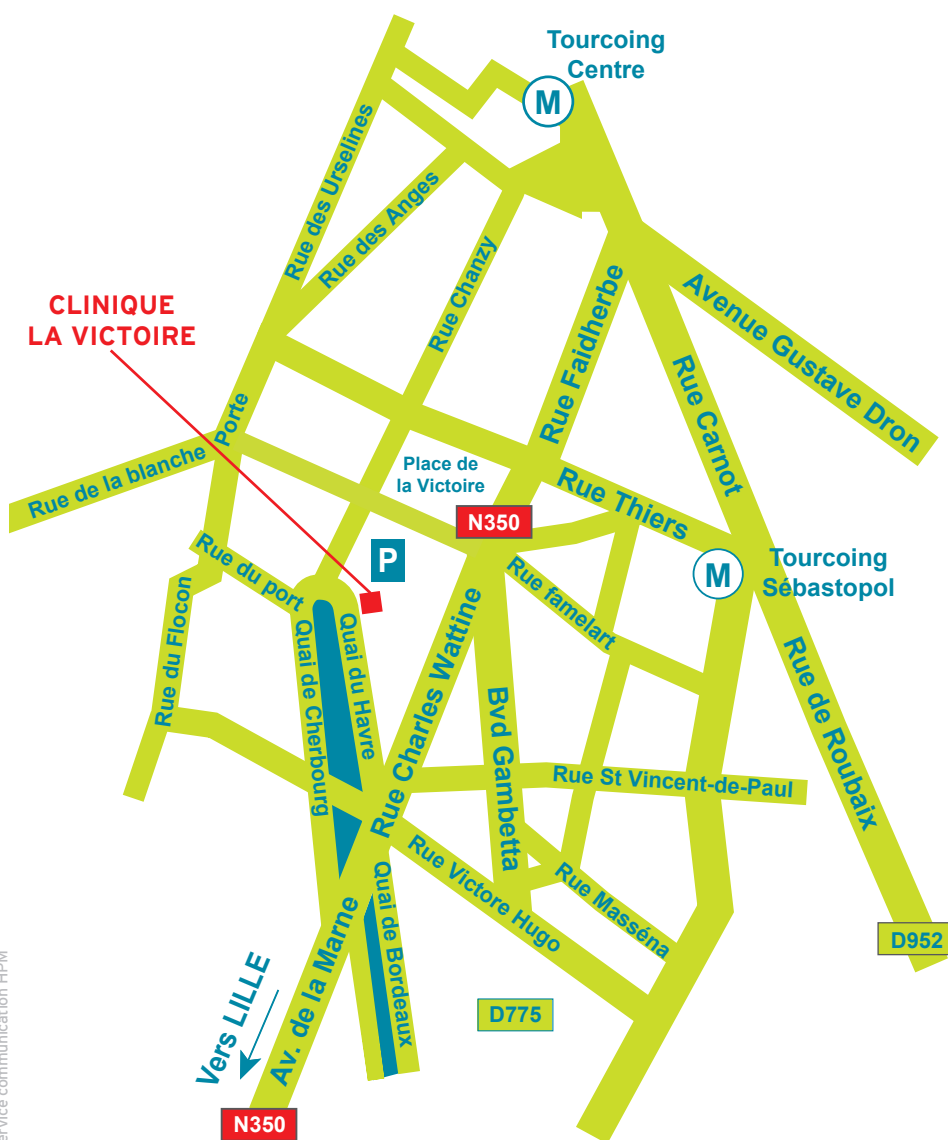 Tourcoing
Centre
M
Rue des Urselines
Rue des Anges
Rue Chanzy
Rue Faidherbe
Avenue Gustave Dron
CLINIQUE
LA VICTOIRE
Rue Carnot
Porte
Rue de la blanche
Place de
la Victoire
Rue Thiers
N350
P
M
Tourcoing
Sébastopol
Rue du port
Rue famelart
Rue du Flocon
Quai de Cherbourg
Quai du Havre
Rue Charles Wattine
Bvd Gambetta
Rue St Vincent-de-Paul
Rue de Roubaix
Rue Victore Hugo
Rue Masséna
Quai de Bordeaux
Av. de la Marne
D952
D775
Vers LILLE
N350
service communication HPM